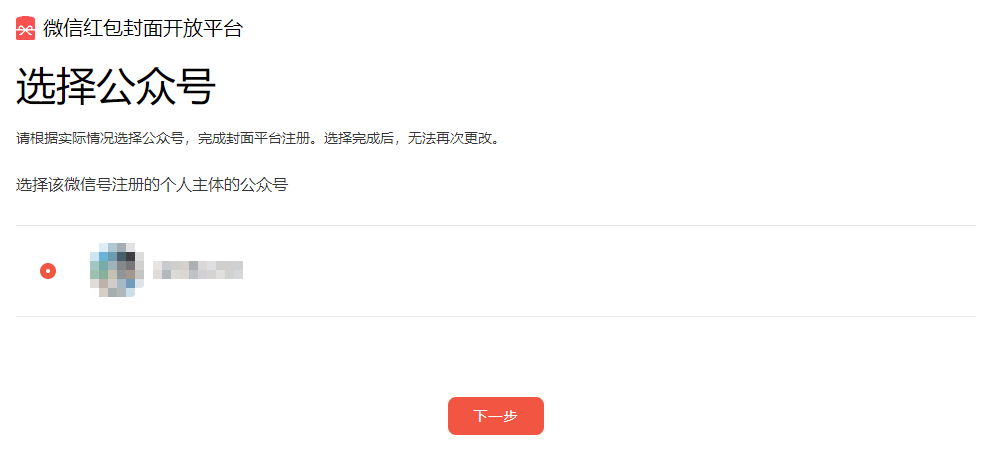 微信红包封面开放平台
选择公众号
请根据实际情况选择公众号，完成封面平台注册。选择完成后，无法再次更改。
选择该微信号注册的个人主体的公众号
下一步